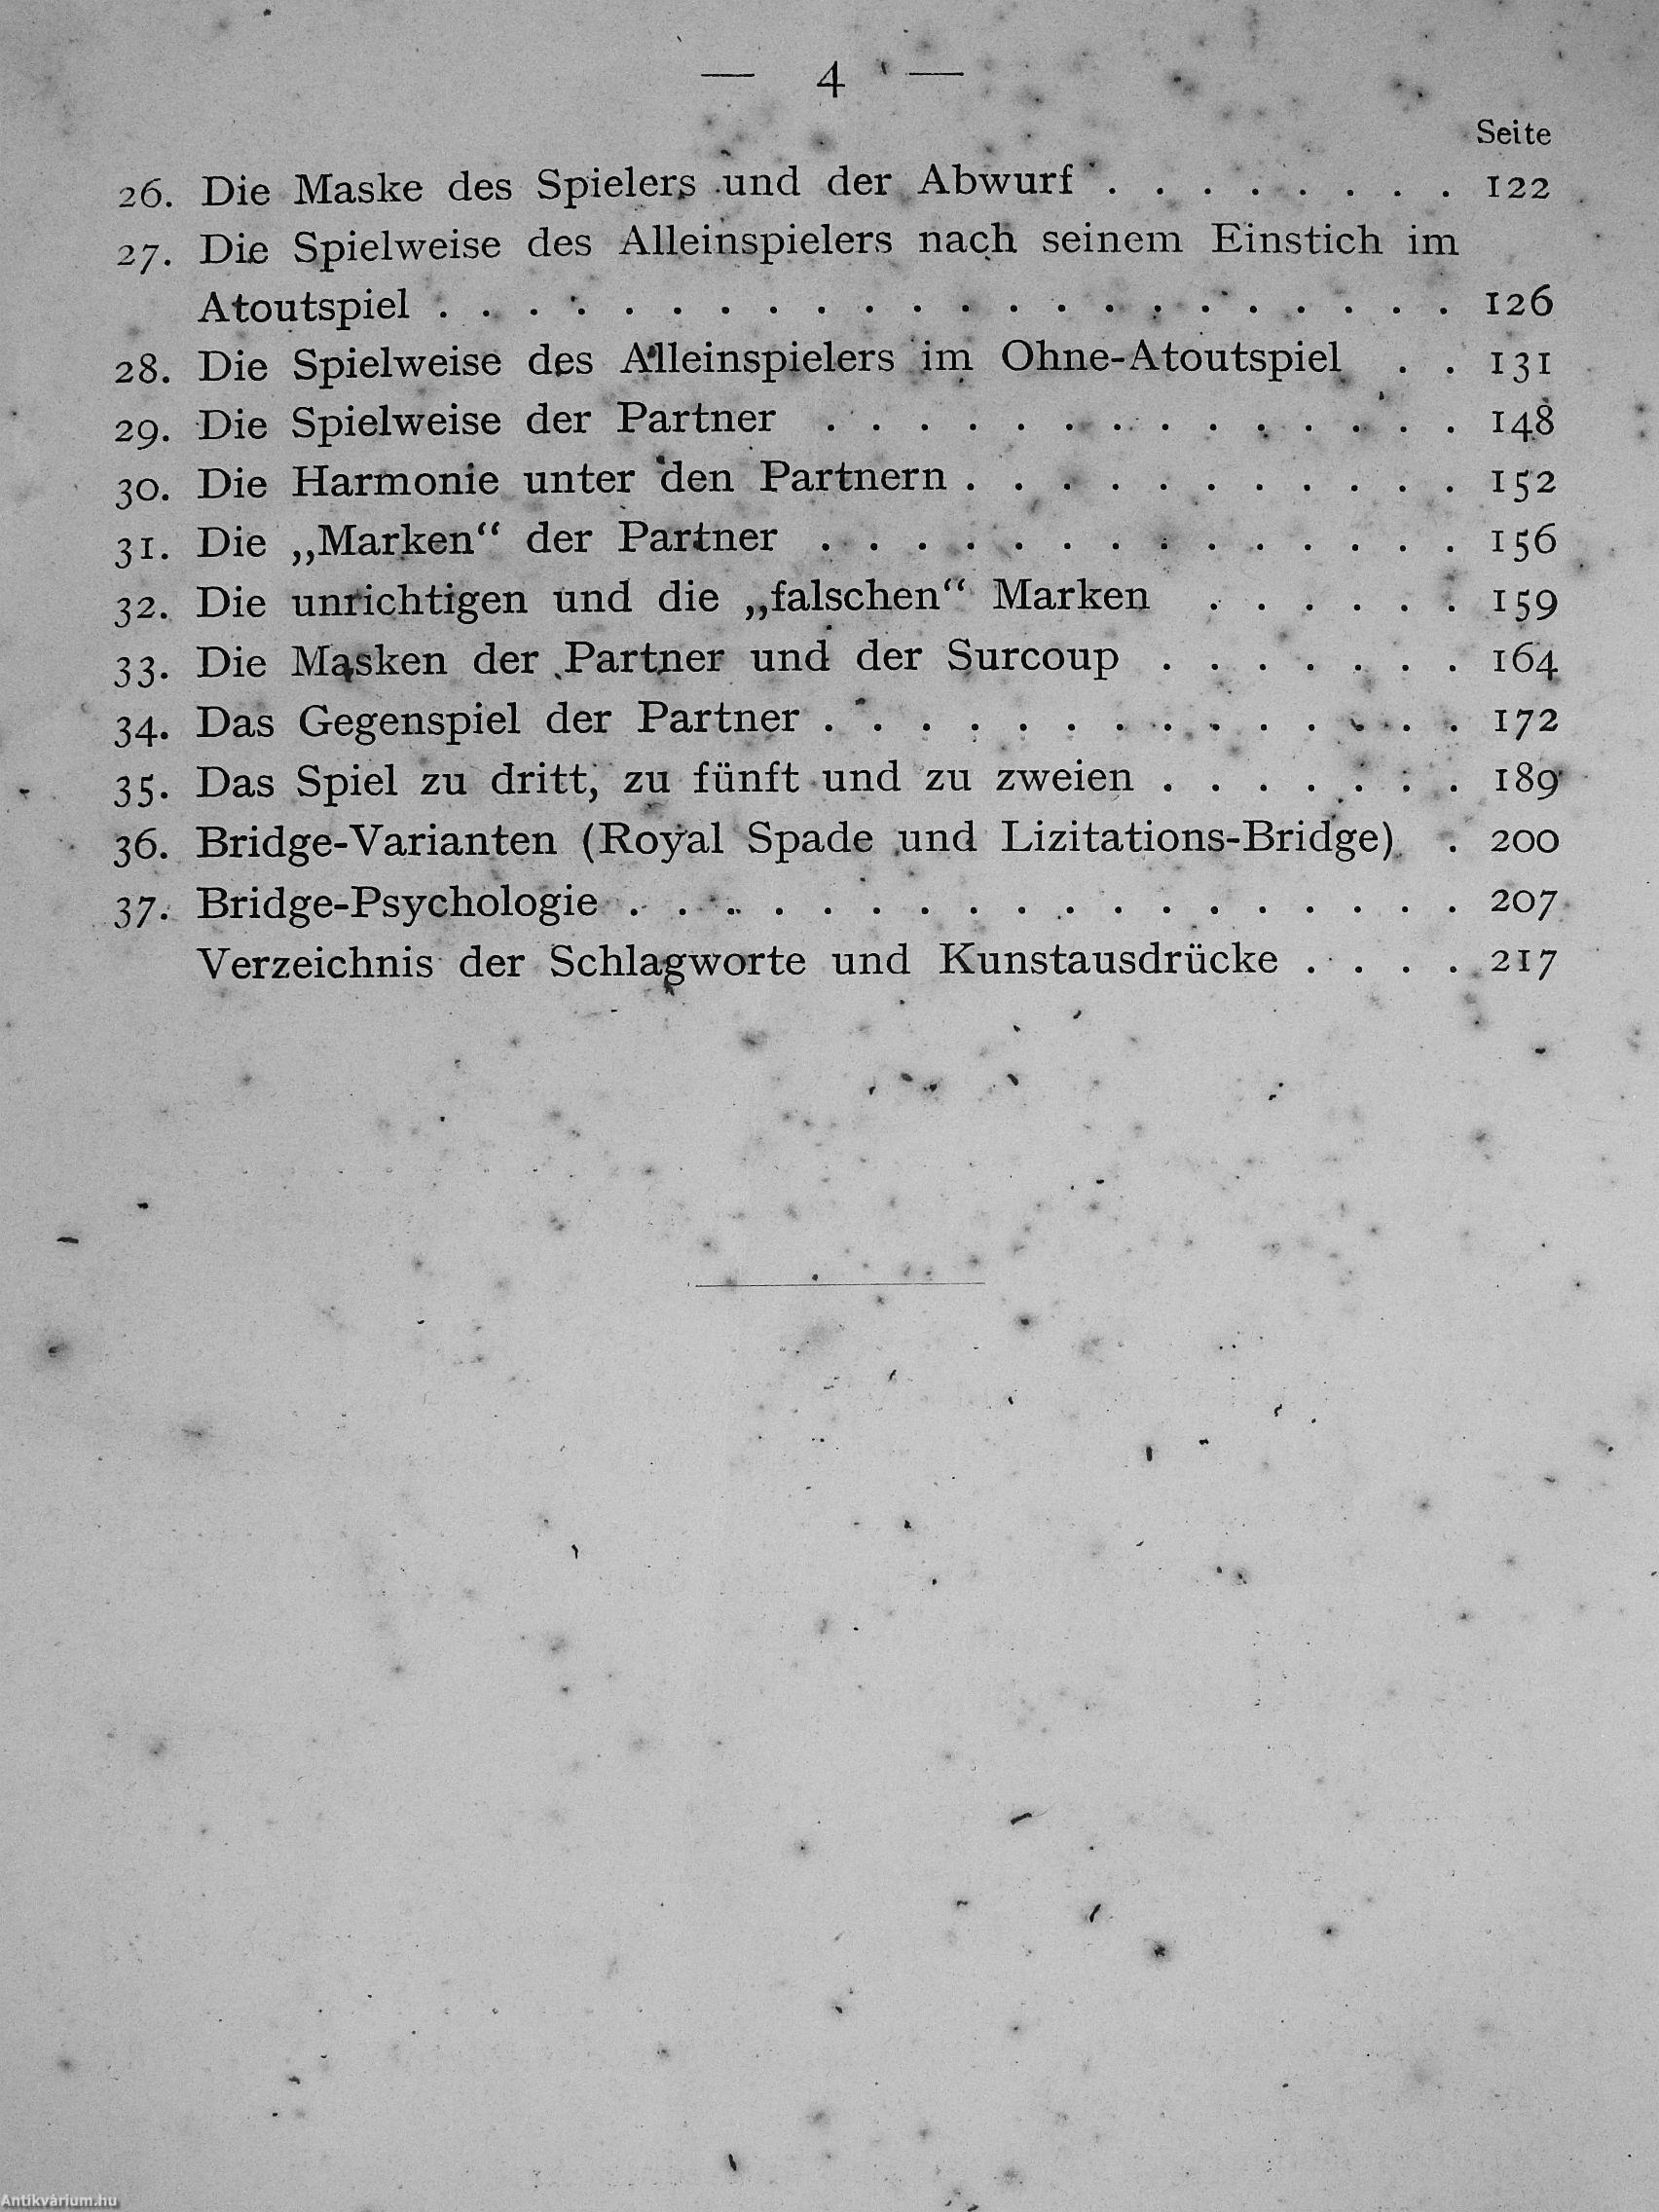 — 4 —
Seite
26. Die Maske des Spielers und der Abwurf . . . . . . . . 122
27. Die Spielweise des Alleinspielers nach seinem Einstich im
Atoutspiel . . . . . . . . . . . . . . . . . . . . . . 126
28. Die Spielweise des Alleinspielers im Ohne-Atoutspiel . . 131
29. Die Spielweise der Partner . . . . . . . . . . . . . . 148
30. Die Harmonie unter den Partnern . . . . . . . . . . . 152
31. Die „Marken“ der Partner . . . . . . . . . . . . . . 156
32. Die unrichtigen und die „falschen“ Marken . . . . . . 159
33. Die Masken der Partner und der Surcoup . . . . . . . 164
34. Das Gegenspiel der Partner . . . . . . . . . . . . . . 172
35. Das Spiel zu dritt, zu fünft und zu zweien . . . . . . . 189
36. Bridge-Varianten (Royal Spade und Lizitations-Bridge) . 200
37. Bridge-Psychologie . . . . . . . . . . . . . . . . . . 207
Verzeichnis der Schlagworte und Kunstausdrücke . . . . 217
Antikvárium.hu